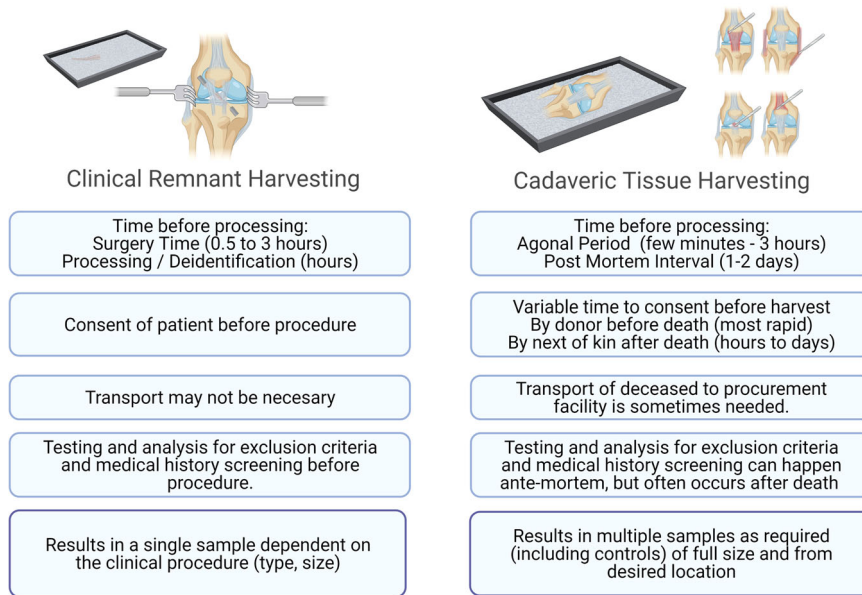 Clinical Remnant Harvesting
Time before processing:
Surgery Time (0.5 to 3 hours)
Processing / Deidentification (hours)
Consent of patient before procedure
Transport may not be necesary
Testing and analysis for exclusion criteria
and medical history screening before
procedure.
Results in a single sample dependent on
the clinical procedure (type, size)
Cadaveric Tissue Harvesting
Time before processing:
Agonal Period (few minutes - 3 hours)
Post Mortem Interval (1-2 days)
Variable time to consent before harvest
By donor before death (most rapid)
By next of kin after death (hours to days)
Transport of deceased to procurement
facility is sometimes needed.
Testing and analysis for exclusion criteria
and medical history screening can happen
ante-mortem, but often occurs after death
Results in multiple samples as required
(including controls) of full size and from
desired location